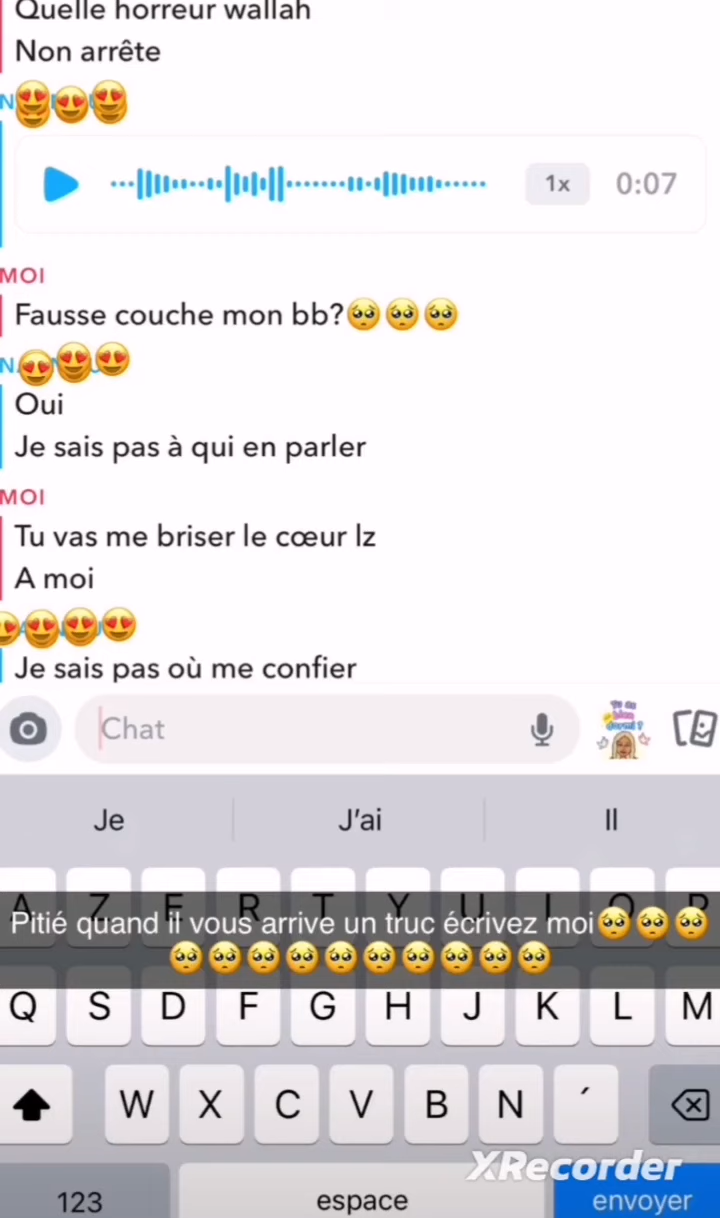 Quelle horreur wallah
Non arrête
1x
0:07
MOI
Fausse couche mon bb?🥺🥺🥺
Oui
Je sais pas à qui en parler
MOI
Tu vas me briser le cœur lz
A moi
Je sais pas où me confier
Chat
Je
J'ai
Il
A Z E R T Y U I O P
Pitié quand il vous arrive un truc écrivez moi🥺🥺🥺
🥺🥺🥺🥺🥺🥺🥺🥺🥺🥺
Q S D F G H J K L M
W X C V B N ´
XRecorder
123
espace
envoyer